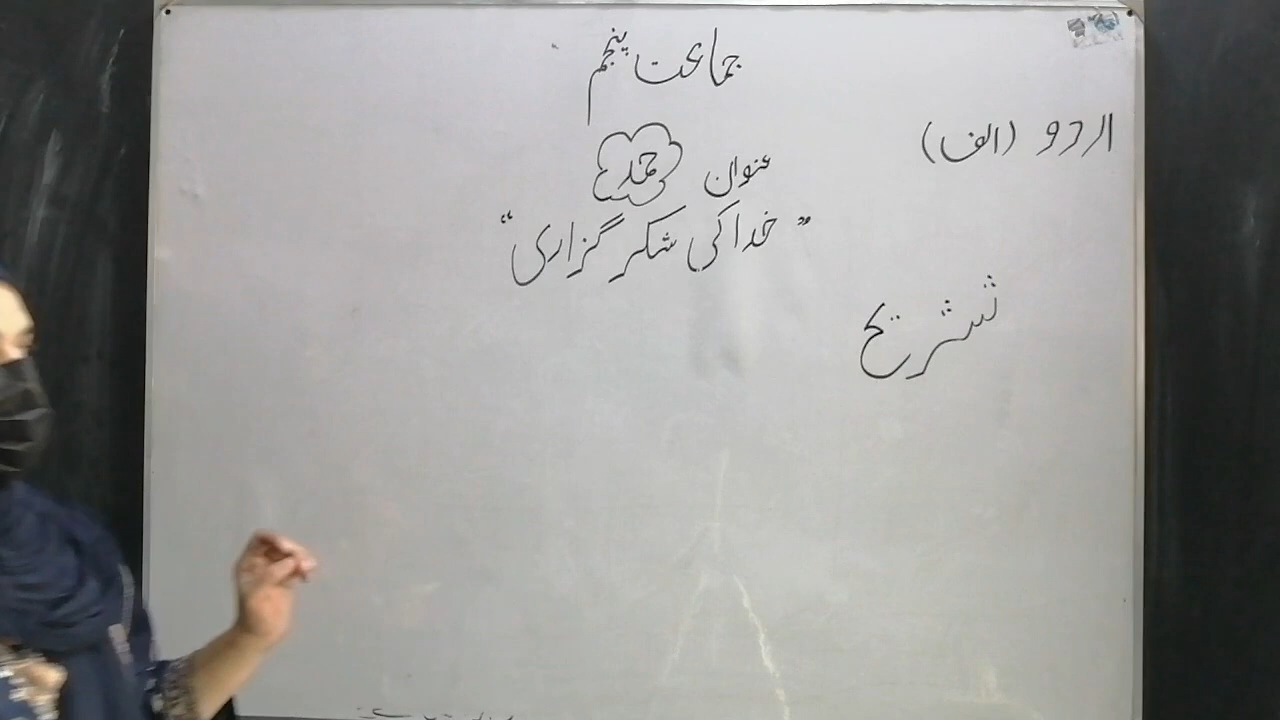 جماعت پنجم
اردو (الف)
عنوان حمد
"خدا کی شکر گزاری"
تشریح